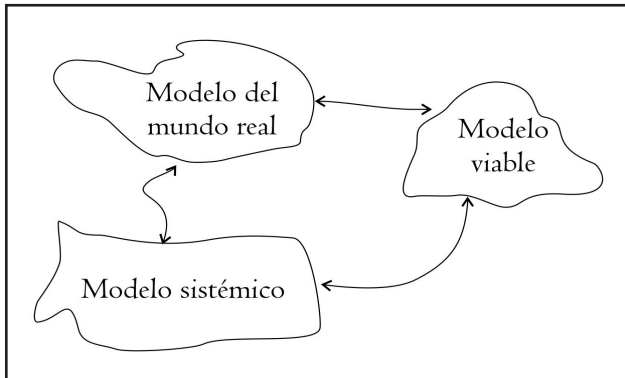 Modelo del
mundo real
Modelo
viable
Modelo sistémico